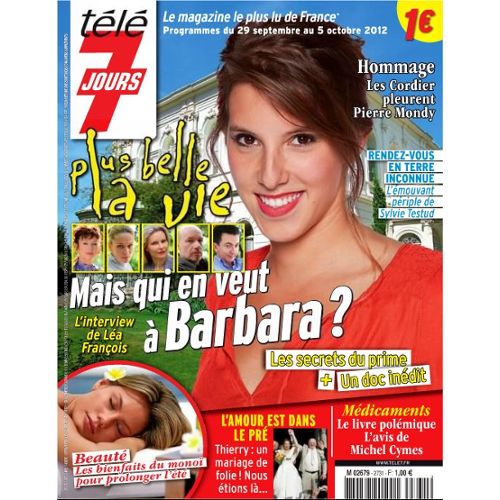 télé
7
JOURS
Le magazine le plus lu de France*
Programmes du 29 septembre au 5 octobre 2012
1€
Hommage
Les Cordier
pleurent
Pierre Mondy
RENDEZ-VOUS
EN TERRE
INCONNUE
L'émouvant
périple de
Sylvie Testud
plus belle
la vie
Mais qui en veut
à Barbara ?
L'interview
de Léa
François
Les secrets du prime
+ Un doc inédit
Beauté
Les bienfaits du monoï
pour prolonger l'été
L'AMOUR EST DANS
LE PRÉ
Thierry : un
mariage de
folie ! Nous
étions là...
Médicaments
Le livre polémique
L'avis de
Michel Cymes
WWW.TELE7.FR
M 02679 - 2731 - F: 1,00 €